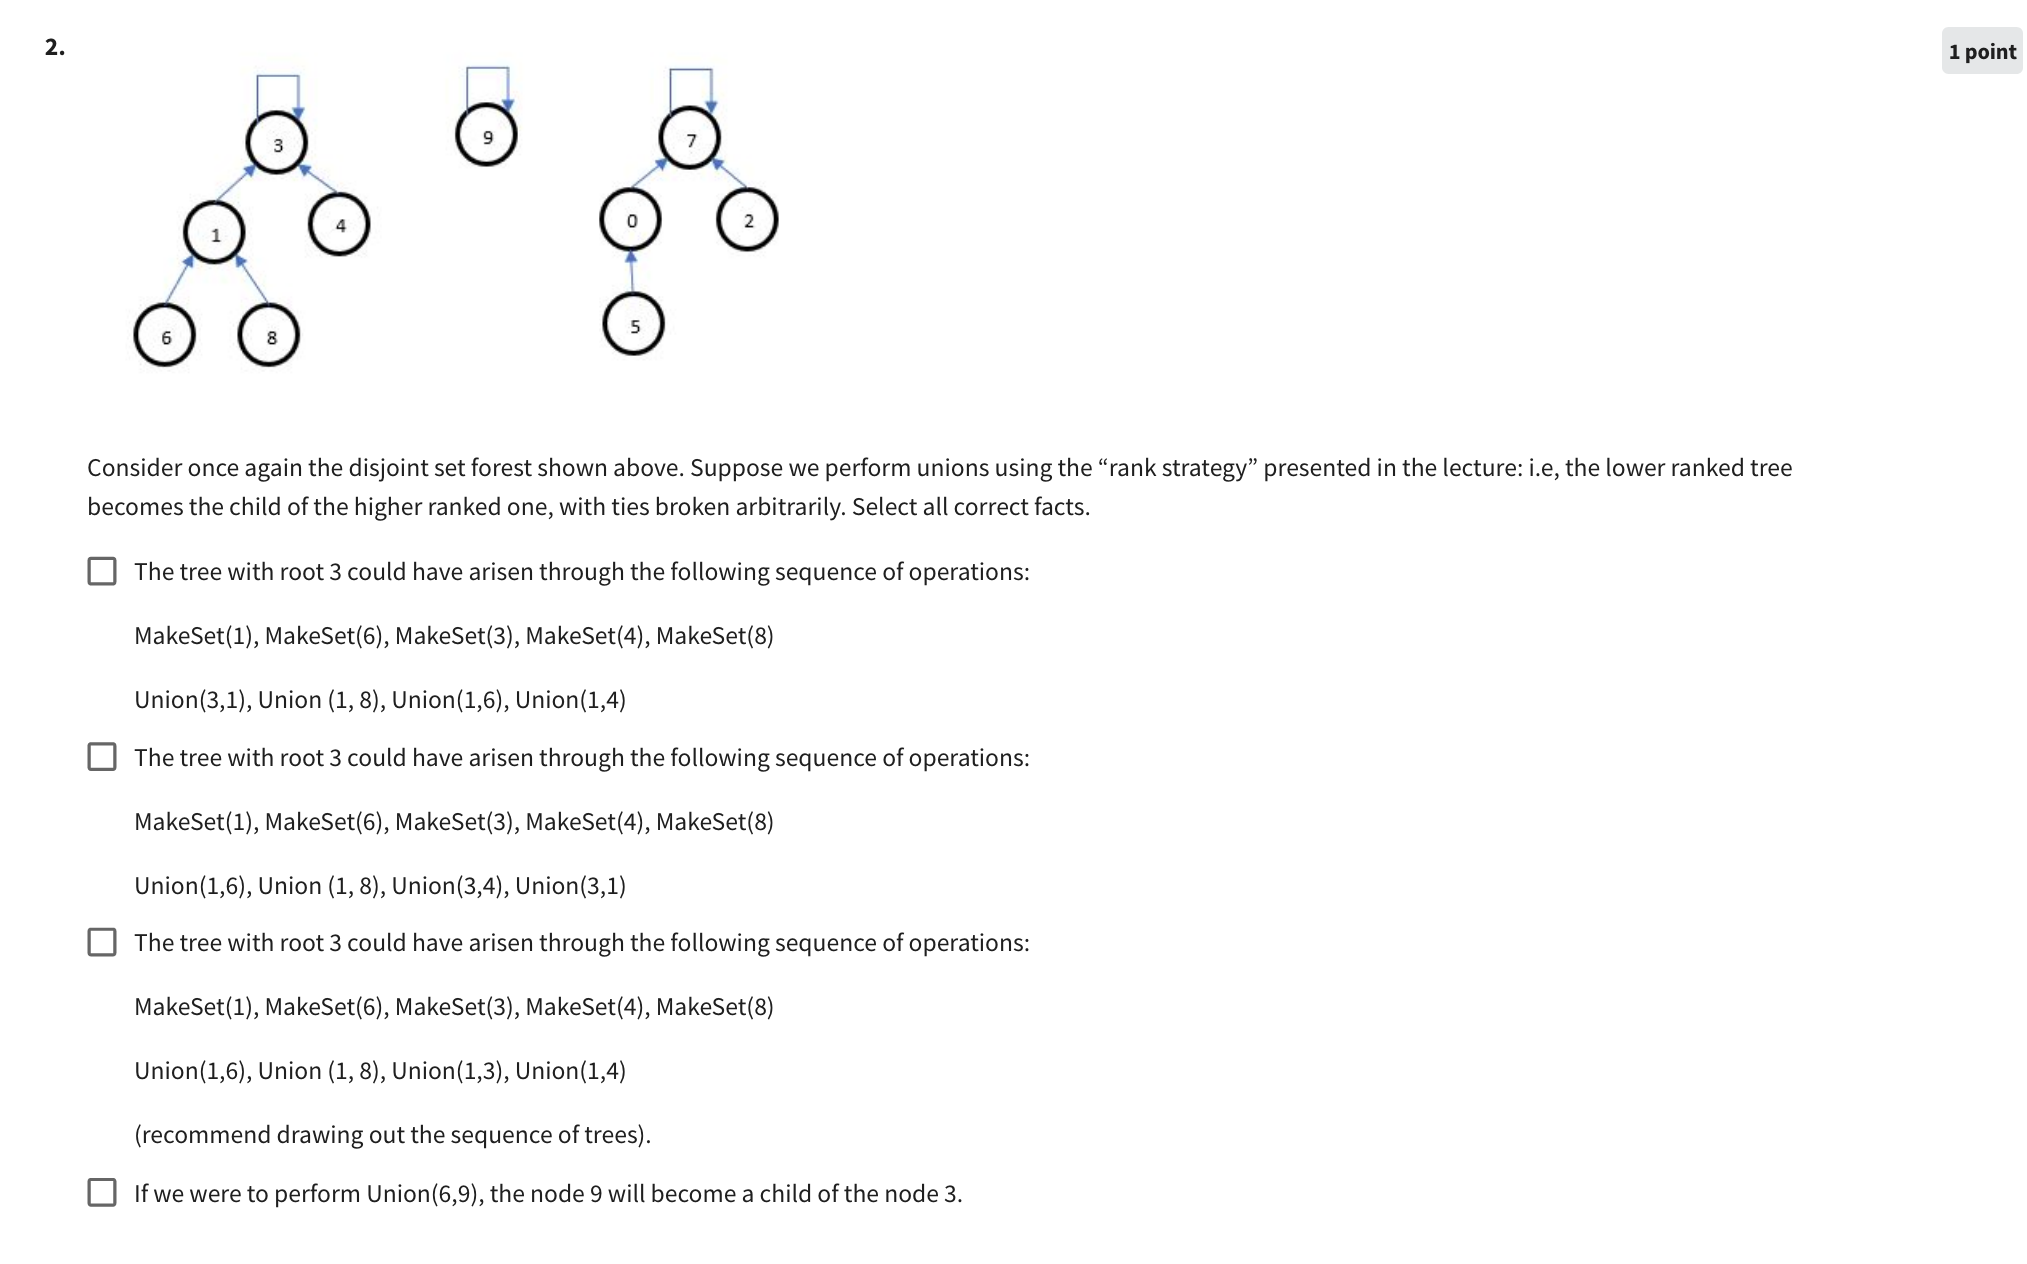 2.
1 point
3
9
7
1
4
0
2
6
8
5
Consider once again the disjoint set forest shown above. Suppose we perform unions using the “rank strategy” presented in the lecture: i.e, the lower ranked tree
becomes the child of the higher ranked one, with ties broken arbitrarily. Select all correct facts.
The tree with root 3 could have arisen through the following sequence of operations:
MakeSet(1), MakeSet(6), MakeSet(3), MakeSet(4), MakeSet(8)
Union(3,1), Union (1, 8), Union(1,6), Union(1,4)
The tree with root 3 could have arisen through the following sequence of operations:
MakeSet(1), MakeSet(6), MakeSet(3), MakeSet(4), MakeSet(8)
Union(1,6), Union (1, 8), Union(3,4), Union(3,1)
The tree with root 3 could have arisen through the following sequence of operations:
MakeSet(1), MakeSet(6), MakeSet(3), MakeSet(4), MakeSet(8)
Union(1,6), Union (1, 8), Union(1,3), Union(1,4)
(recommend drawing out the sequence of trees).
If we were to perform Union(6,9), the node 9 will become a child of the node 3.